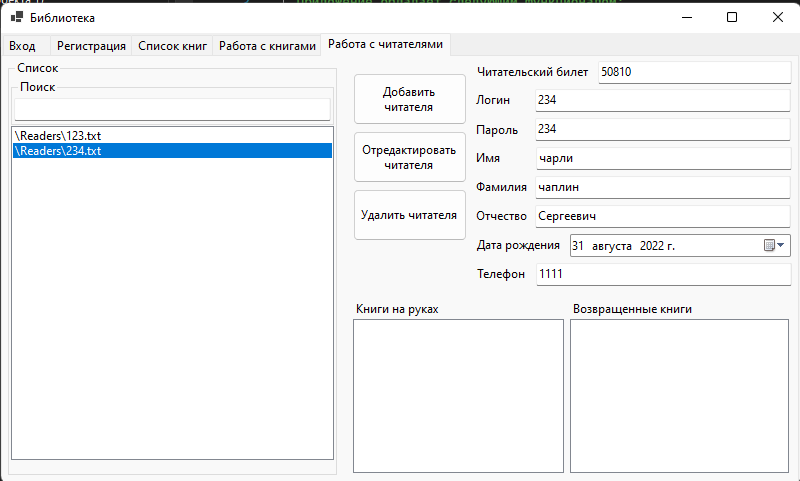 Библиотека
Вход
Регистрация
Список книг
Работа с книгами
Работа с читателями
Список
Поиск
\Readers\123.txt
\Readers\234.txt
Добавить
читателя
Отредактировать
читателя
Удалить читателя
Читательский билет 50810
Логин 234
Пароль 234
Имя чарли
Фамилия чаплин
Отчество Сергеевич
Дата рождения 31 августа 2022 г.
Телефон 1111
Книги на руках
Возвращенные книги